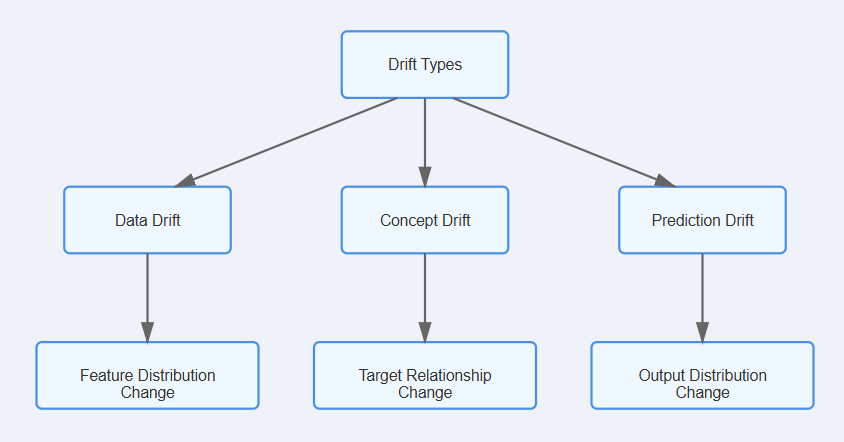 Drift Types
Data Drift
Concept Drift
Prediction Drift
Feature Distribution
Change
Target Relationship
Change
Output Distribution
Change